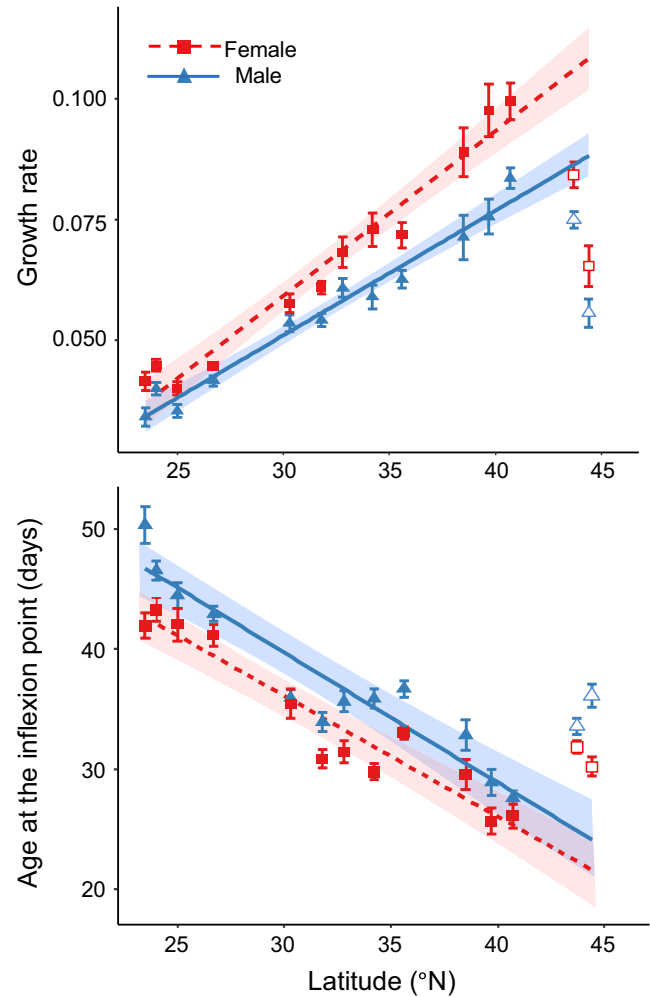 Female
Male
0.100
0.075
0.050
Growth rate
25 30 35 40 45
50
40
30
20
Age at the inflexion point (days)
25 30 35 40 45
Latitude (°N)